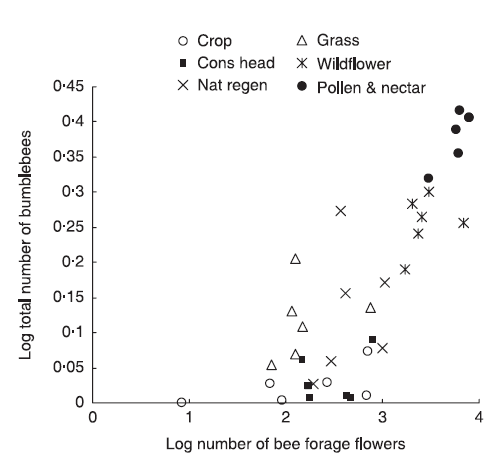 Crop
Grass
Cons head
Wildflower
Nat regen
Pollen & nectar
0·45
0·4
0·35
0·3
0·25
0·2
0·15
0·1
0·05
0
0 1 2 3 4
Log total number of bumblebees
Log number of bee forage flowers